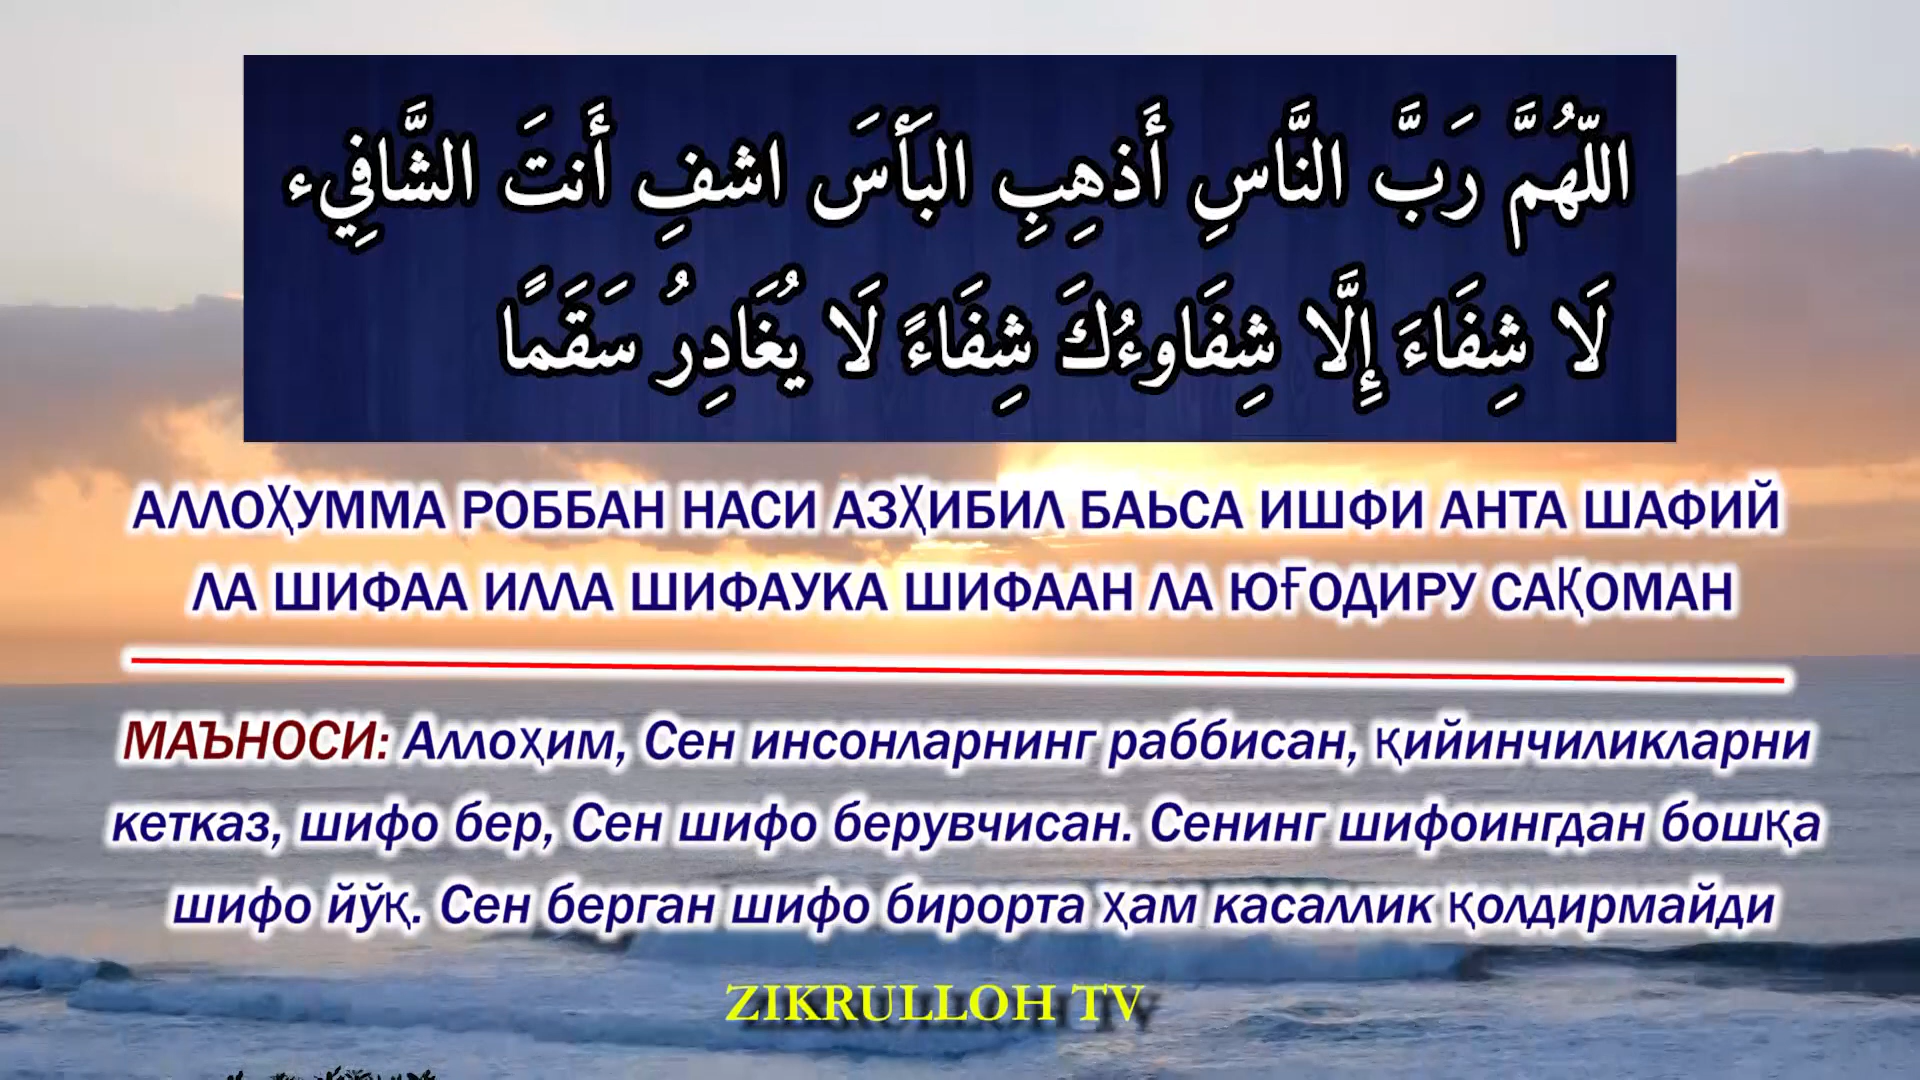 اللّهُمَّ رَبَّ النَّاسِ أَذهِبِ البَأسَ اشفِ أَنتَ الشَّافِيء
لَا شِفَاءَ إِلَّا شِفَاوءُكَ شِفَاءً لَا يُغَادِرُ سَقَمًا
АЛЛОҲУММА РОББАН НАСИ АЗҲИБИЛ БАЬСА ИШФИ АНТА ШАФИЙ
ЛА ШИФАА ИЛЛА ШИФАУКА ШИФААН ЛА ЮҒОДИРУ САҚОМАН
МАЪНОСИ: Аллоҳим, Сен инсонларнинг раббисан, қийинчиликларни
кетказ, шифо бер, Сен шифо берувчисан. Сенинг шифоингдан бошқа
шифо йўқ. Сен берган шифо бирорта ҳам касаллик қолдирмайди
ZIKRULLOH TV